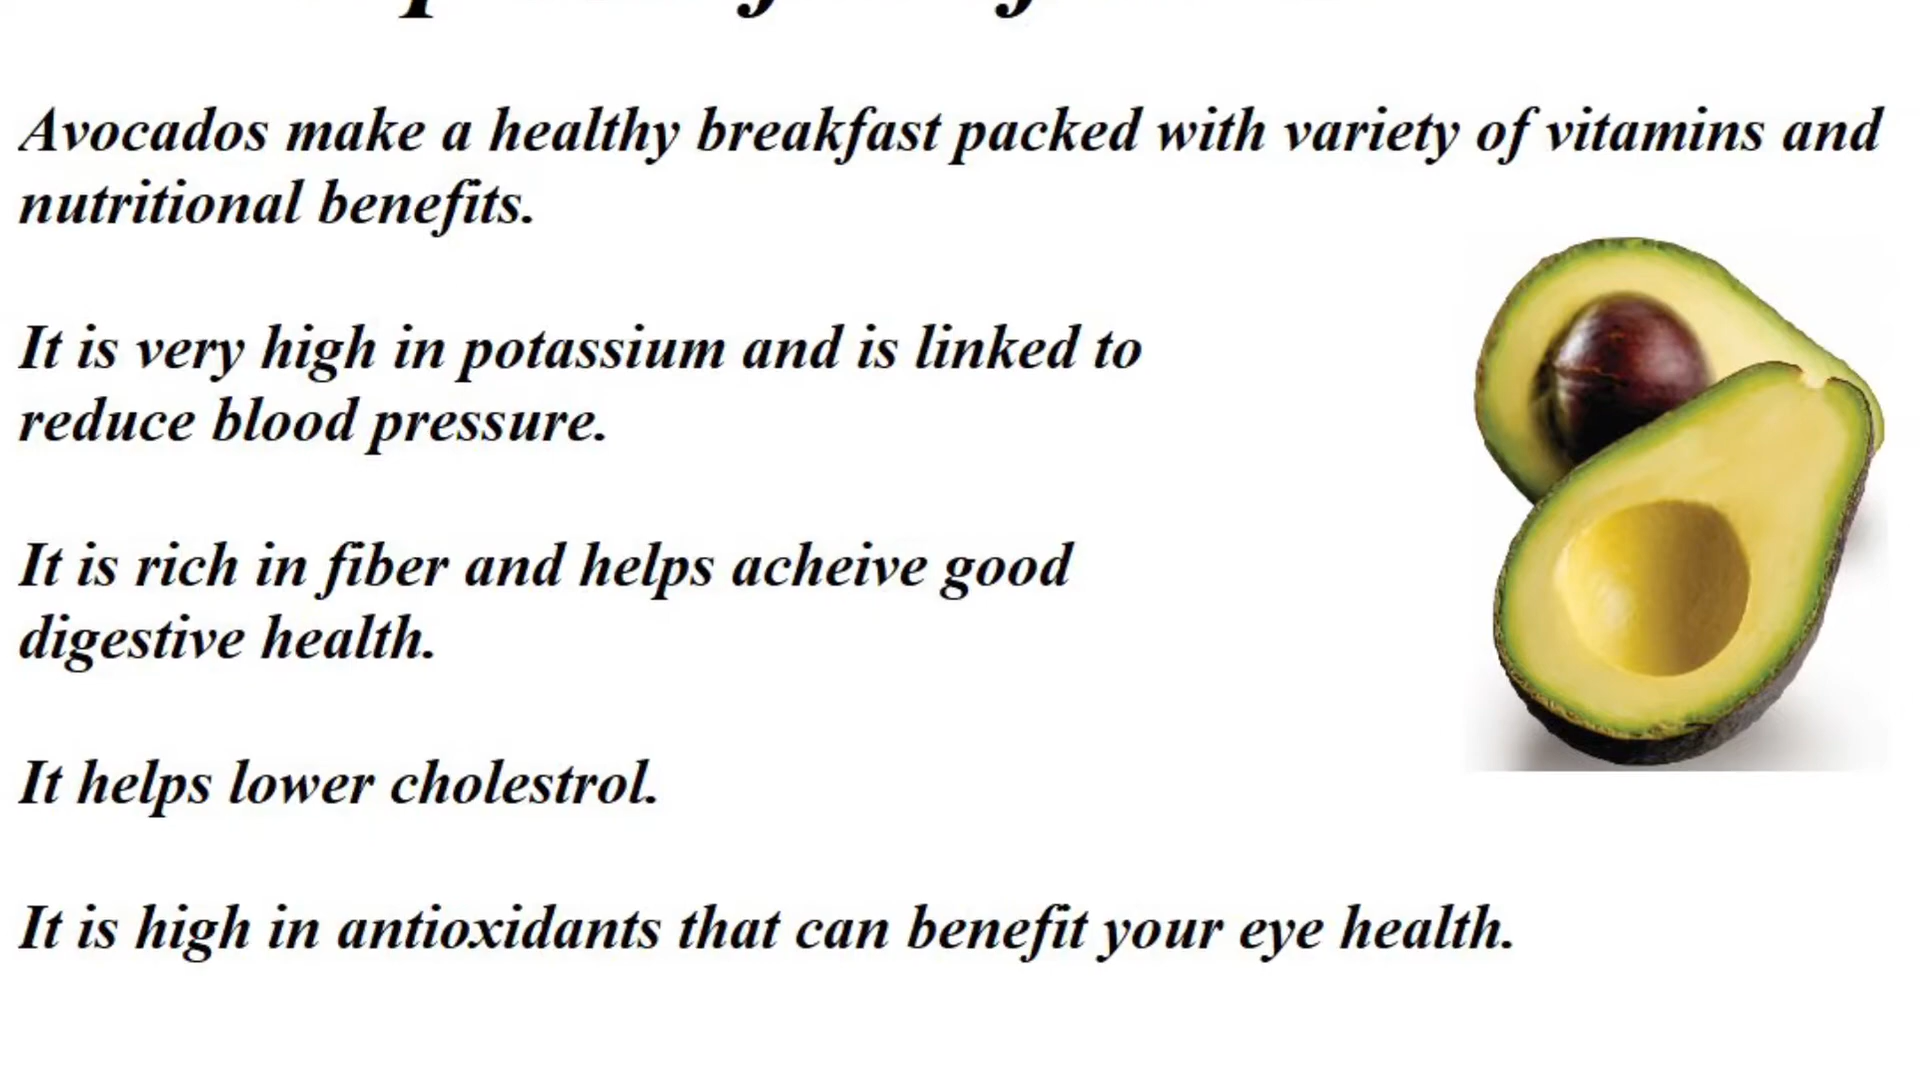 Avocados make a healthy breakfast packed with variety of vitamins and
nutritional benefits.
It is very high in potassium and is linked to
reduce blood pressure.
It is rich in fiber and helps acheive good
digestive health.
It helps lower cholestrol.
It is high in antioxidants that can benefit your eye health.